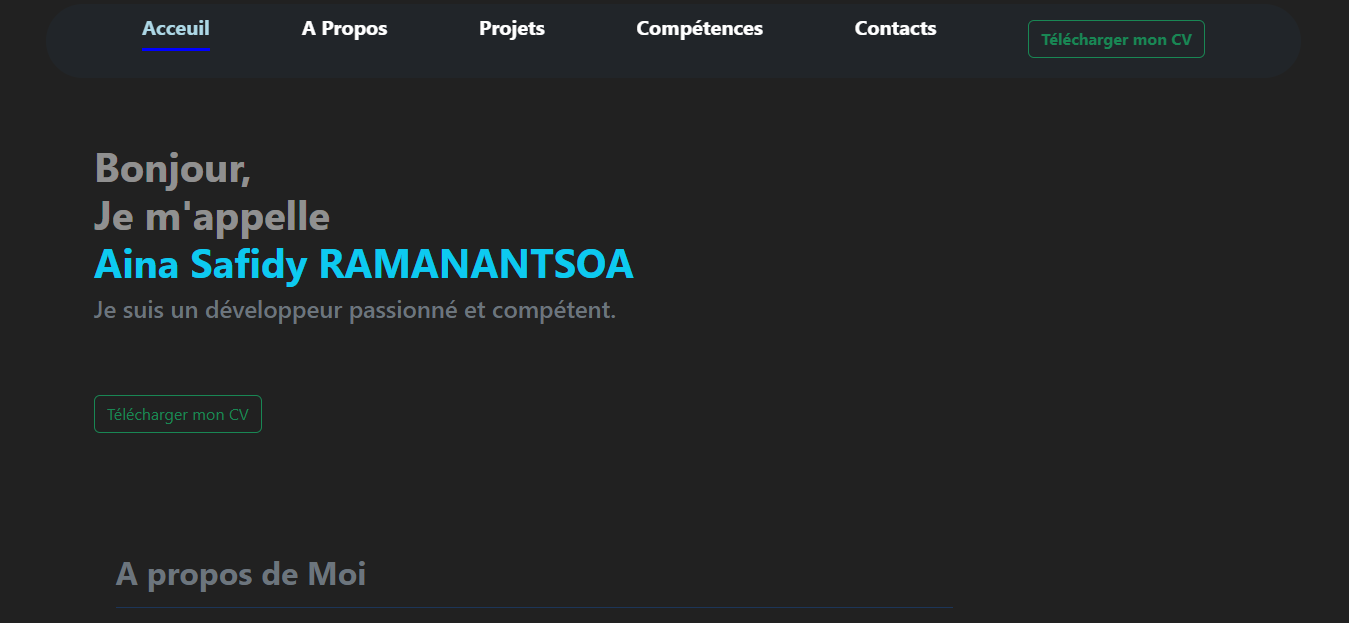 Acceuil A Propos Projets Compétences Contacts Télécharger mon CV
Bonjour,
Je m'appelle
Aina Safidy RAMANANTSOA
Je suis un développeur passionné et compétent.
Télécharger mon CV
A propos de Moi